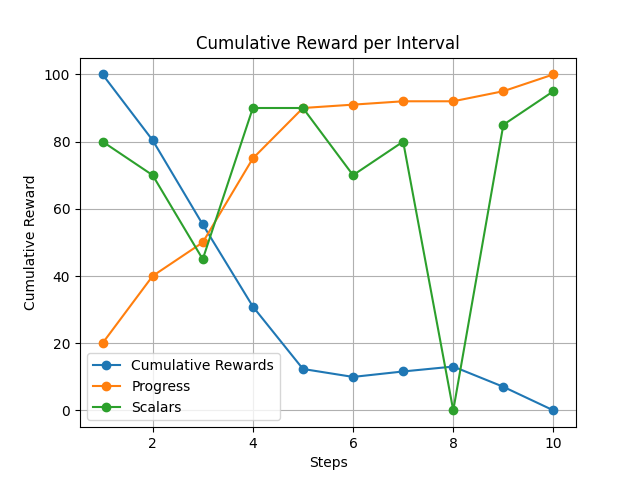 Cumulative Reward per Interval
Cumulative Reward
100
80
60
40
20
0
Cumulative Rewards
Progress
Scalars
2
4
6
8
10
Steps